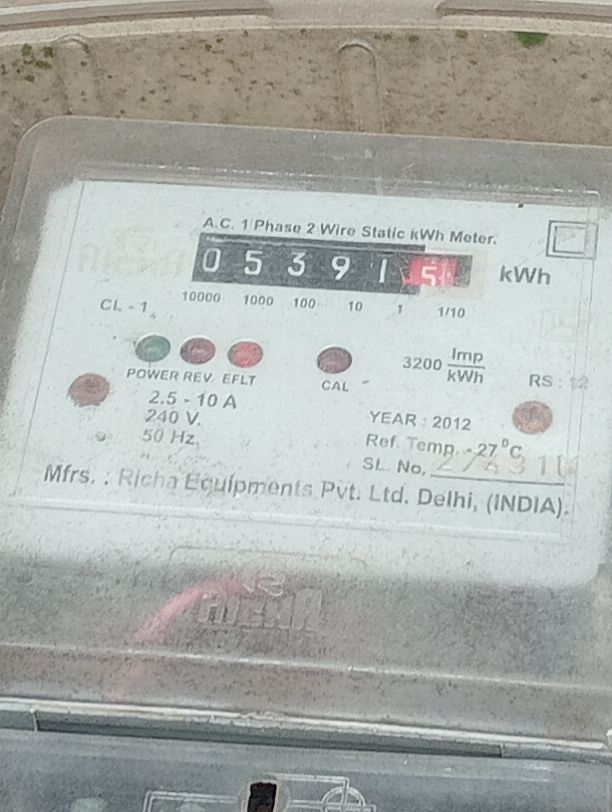 A.C. 1 Phase 2 Wire Static kWh Meter.
0 5 3 9 1 5 kWh
CL - 1 10000 1000 100 10 1 1/10
3200 Imp/kWh
POWER REV. EFLT CAL RS :
2.5 - 10 A
240 V.
50 Hz.
YEAR : 2012
Ref. Temp. - 27 °C
SL. No.
Mfrs. : Richa Equipments Pvt. Ltd. Delhi, (INDIA).
RICHA